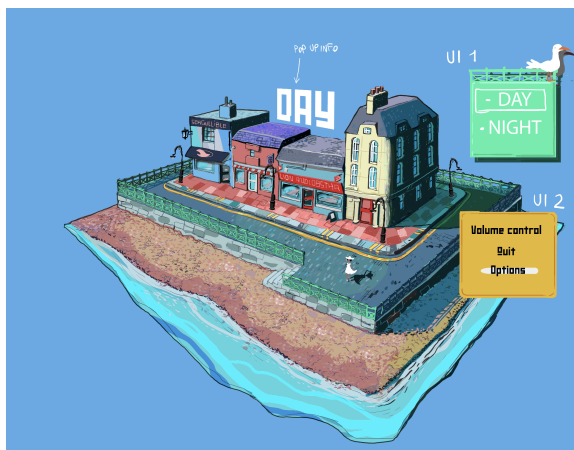 POP UP INFO
DAY
UI 1
- DAY
- NIGHT
UI 2
Volume control
Quit
Options